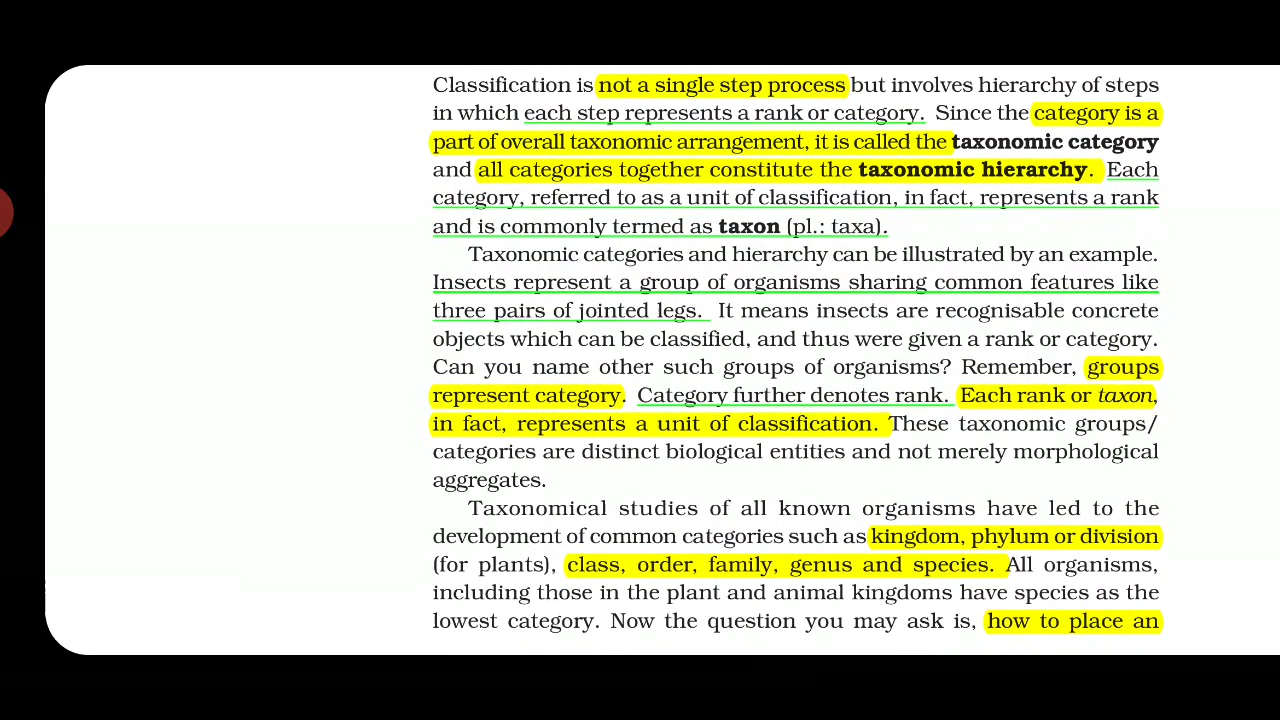 Classification is not a single step process but involves hierarchy of steps
in which each step represents a rank or category. Since the category is a
part of overall taxonomic arrangement, it is called the taxonomic category
and all categories together constitute the taxonomic hierarchy. Each
category, referred to as a unit of classification, in fact, represents a rank
and is commonly termed as taxon (pl.: taxa).
Taxonomic categories and hierarchy can be illustrated by an example.
Insects represent a group of organisms sharing common features like
three pairs of jointed legs. It means insects are recognisable concrete
objects which can be classified, and thus were given a rank or category.
Can you name other such groups of organisms? Remember, groups
represent category. Category further denotes rank. Each rank or taxon,
in fact, represents a unit of classification. These taxonomic groups/
categories are distinct biological entities and not merely morphological
aggregates.
Taxonomical studies of all known organisms have led to the
development of common categories such as kingdom, phylum or division
(for plants), class, order, family, genus and species. All organisms,
including those in the plant and animal kingdoms have species as the
lowest category. Now the question you may ask is, how to place an